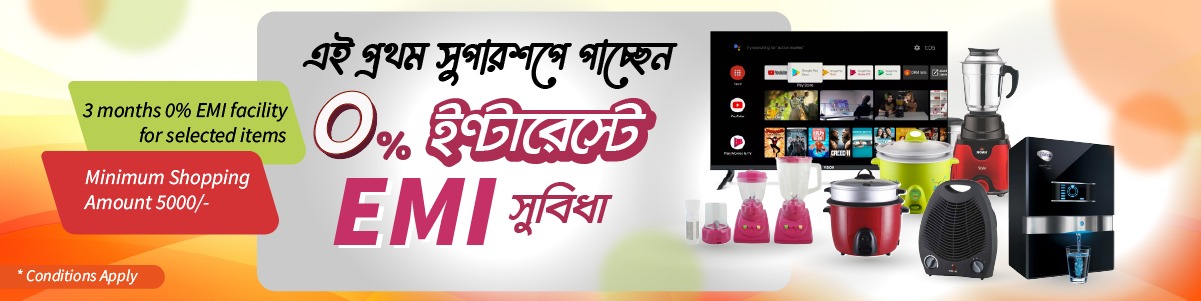 এই প্রথম সুপারশপে পাচ্ছেন
0% ইন্টারেস্টে
EMI সুবিধা
3 months 0% EMI facility
for selected items
Minimum Shopping
Amount 5000/-
* Conditions Apply